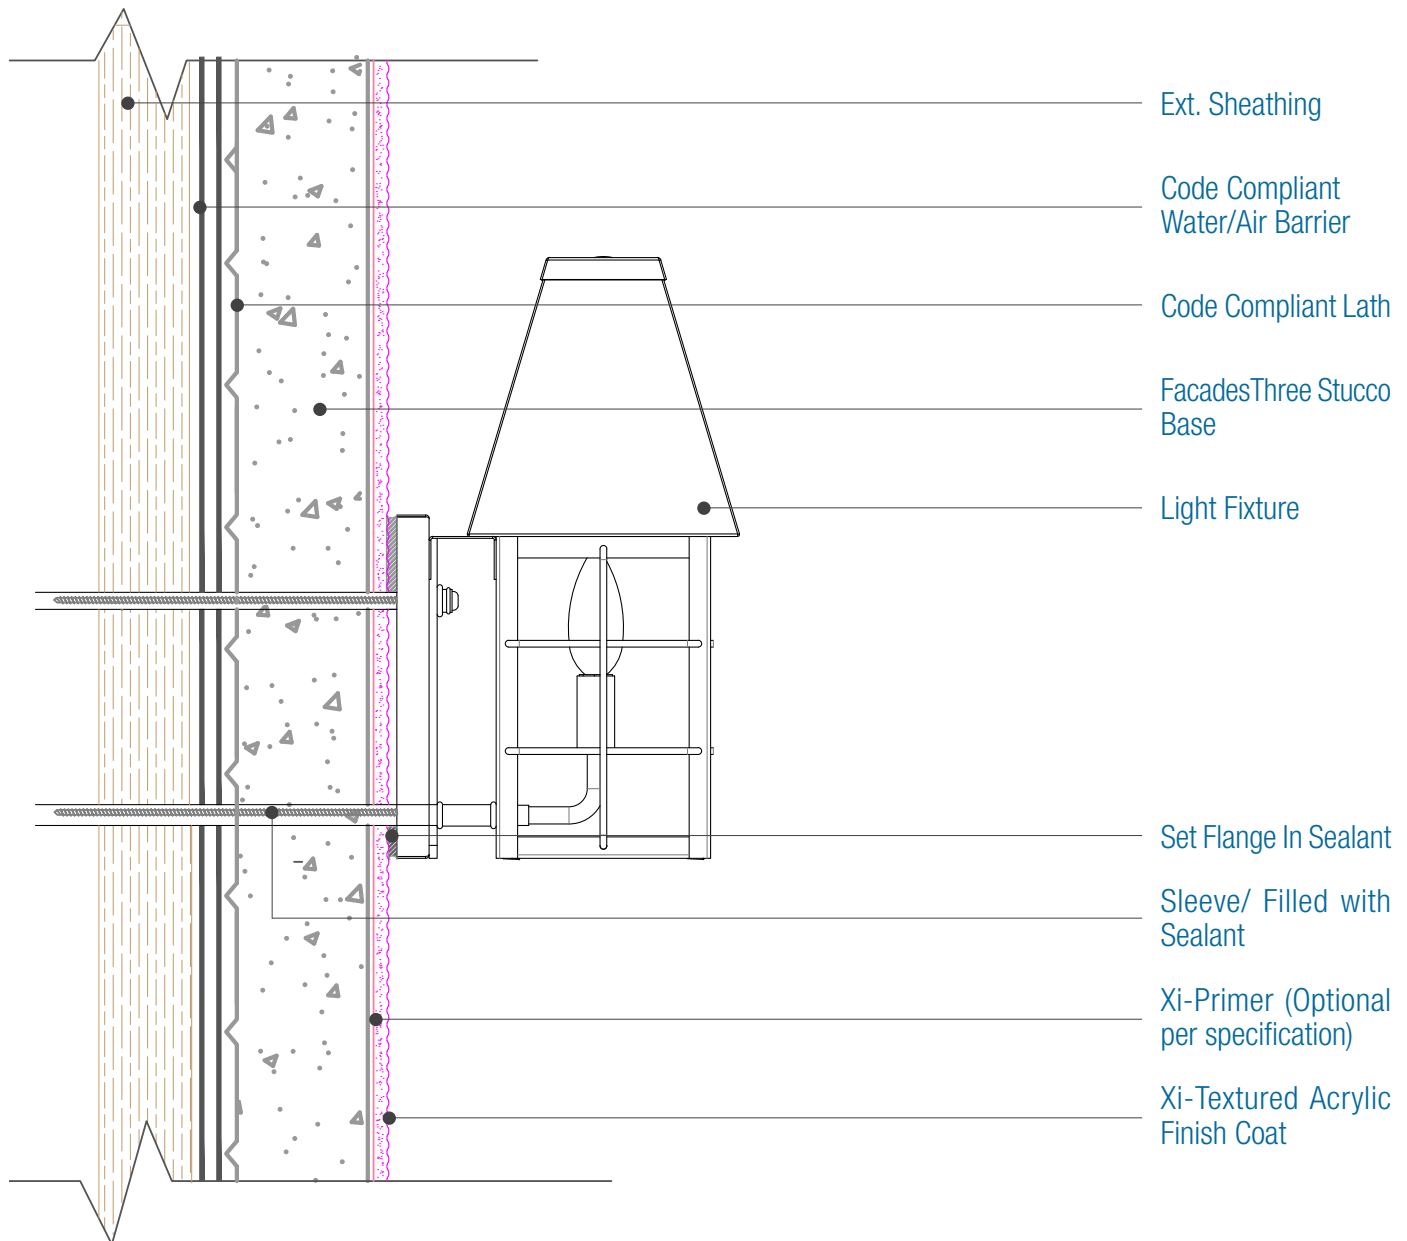 Ext. Sheathing
Code Compliant
Water/Air Barrier
Code Compliant Lath
FacadesThree Stucco
Base
Light Fixture
Set Flange In Sealant
Sleeve/ Filled with
Sealant
Xi-Primer (Optional
per specification)
Xi-Textured Acrylic
Finish Coat